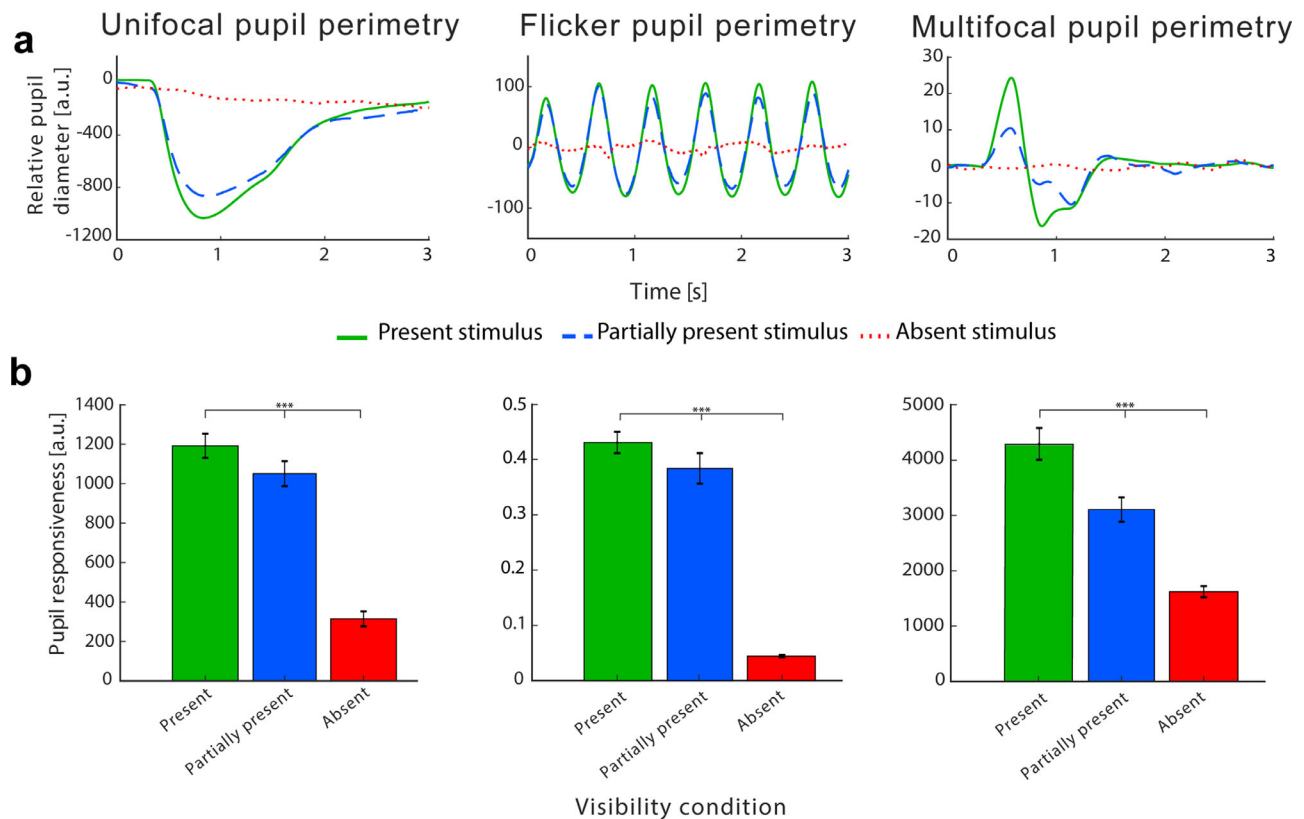 a
Unifocal pupil perimetry
Flicker pupil perimetry
Multifocal pupil perimetry
Relative pupil
diameter [a.u.]
0
-400
-800
-1200
0
1
2
3
100
0
-100
0
1
2
3
30
20
10
0
-10
-20
0
1
2
3
Time [s]
Present stimulus
Partially present stimulus
Absent stimulus
b
Pupil responsiveness [a.u.]
1400
1200
1000
800
600
400
200
0
***
Present
Partially present
Absent
0.5
0.4
0.3
0.2
0.1
0
***
Present
Partially present
Absent
5000
4000
3000
2000
1000
0
***
Present
Partially present
Absent
Visibility condition